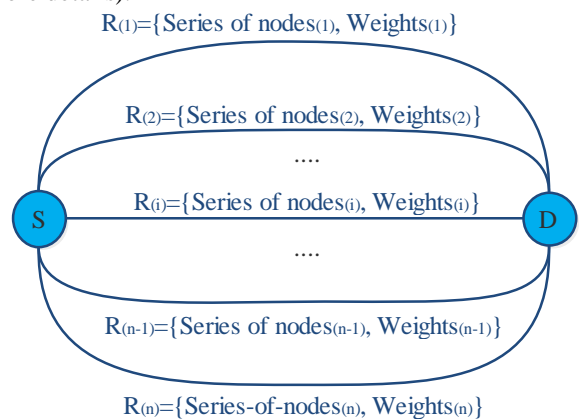 R(1)={Series of nodes(1), Weights(1)}
R(2)={Series of nodes(2), Weights(2)}
....
R(i)={Series of nodes(i), Weights(i)}
S
D
....
R(n-1)={Series of nodes(n-1), Weights(n-1)}
R(n)={Series-of-nodes(n), Weights(n)}